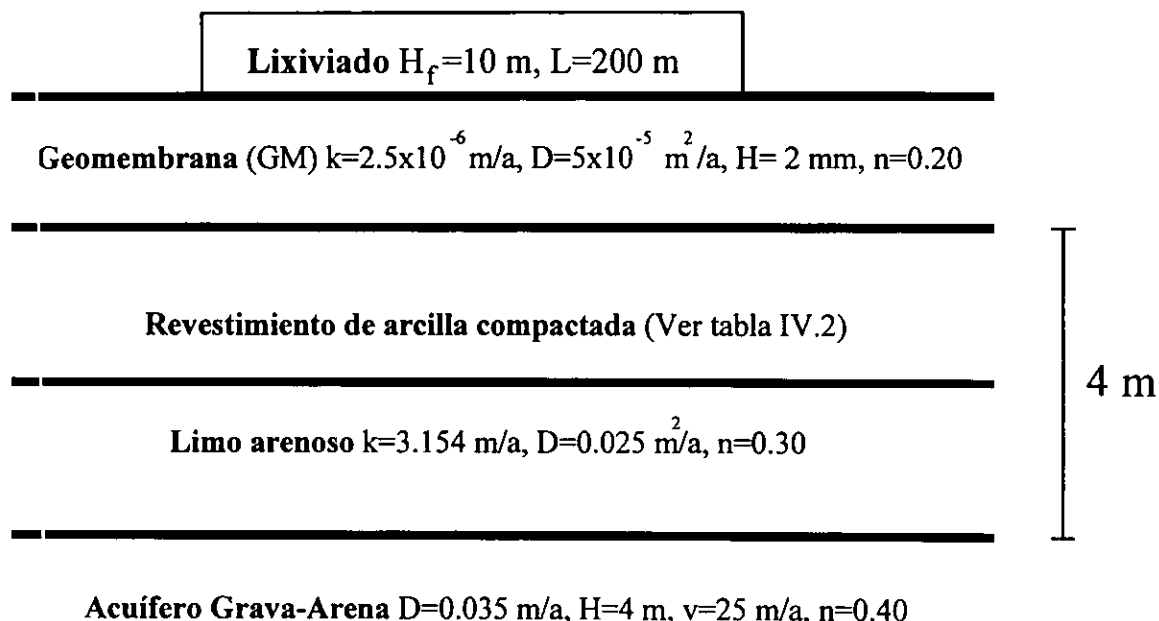 Lixiviado H_f=10 m, L=200 m
Geomembrana (GM) k=2.5x10^-6 m/a, D=5x10^-5 m^2/a, H= 2 mm, n=0.20
Revestimiento de arcilla compactada (Ver tabla IV.2)
4 m
Limo arenoso k=3.154 m/a, D=0.025 m^2/a, n=0.30
Acuífero Grava-Arena D=0.035 m/a, H=4 m, v=25 m/a, n=0.40